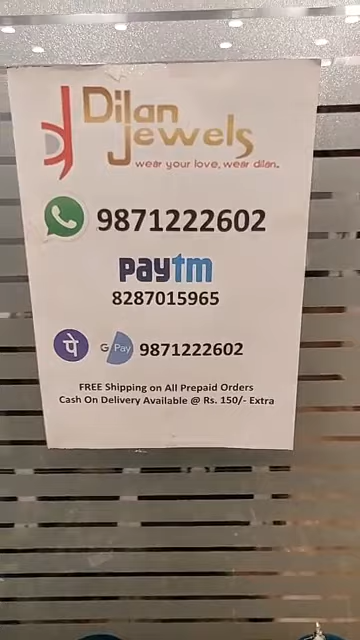 Dilan
Jewels
wear your love, wear dilan.
9871222602
paytm
8287015965
पे G Pay 9871222602
FREE Shipping on All Prepaid Orders
Cash On Delivery Available @ Rs. 150/- Extra